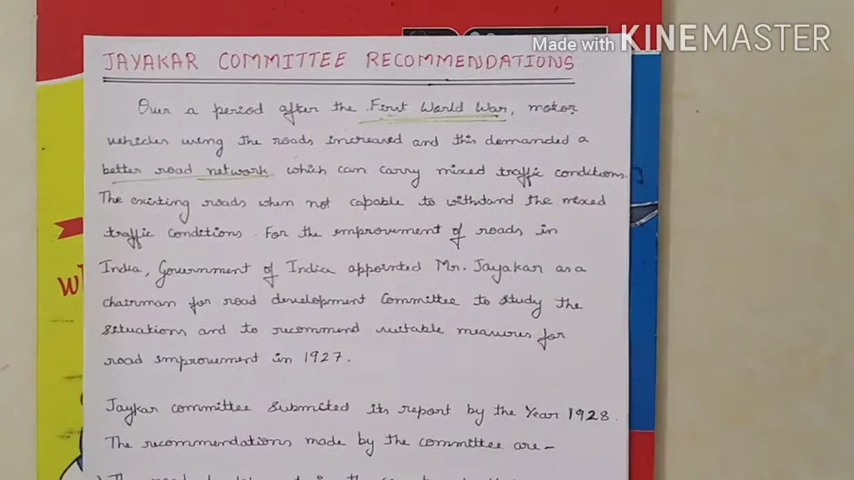 Made with KINEMASTER
JAYAKAR COMMITTEE RECOMMENDATIONS
Over a period after the First World War, motor
vehicles using the roads increased and this demanded a
better road network which can carry mixed traffic conditions.
The existing roads when not capable to withstand the mixed
traffic conditions. For the improvement of roads in
India, Government of India appointed Mr. Jayakar as a
chairman for road development Committee to study the
situations and to recommend suitable measures for
road improvement in 1927.
Jaykar committee submitted its report by the Year 1928.
The recommendations made by the committee are-